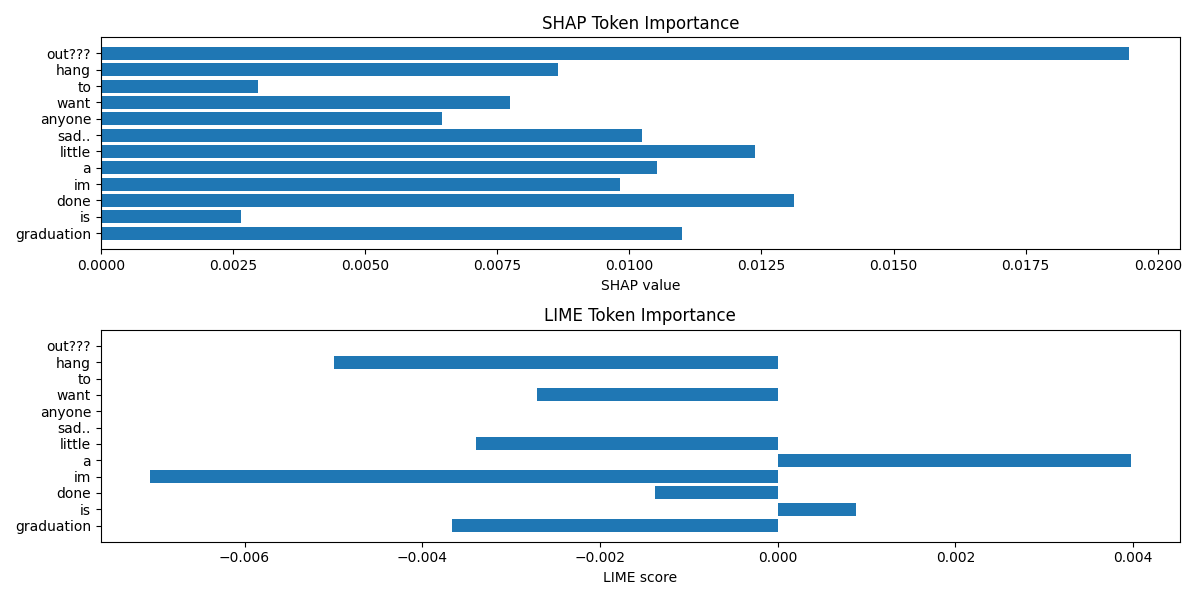 SHAP Token Importance
out???
hang
to
want
anyone
sad..
little
a
im
done
is
graduation
0.0000 0.0025 0.0050 0.0075 0.0100 0.0125 0.0150 0.0175 0.0200
SHAP value
LIME Token Importance
out???
hang
to
want
anyone
sad..
little
a
im
done
is
graduation
−0.006 −0.004 −0.002 0.000 0.002 0.004
LIME score